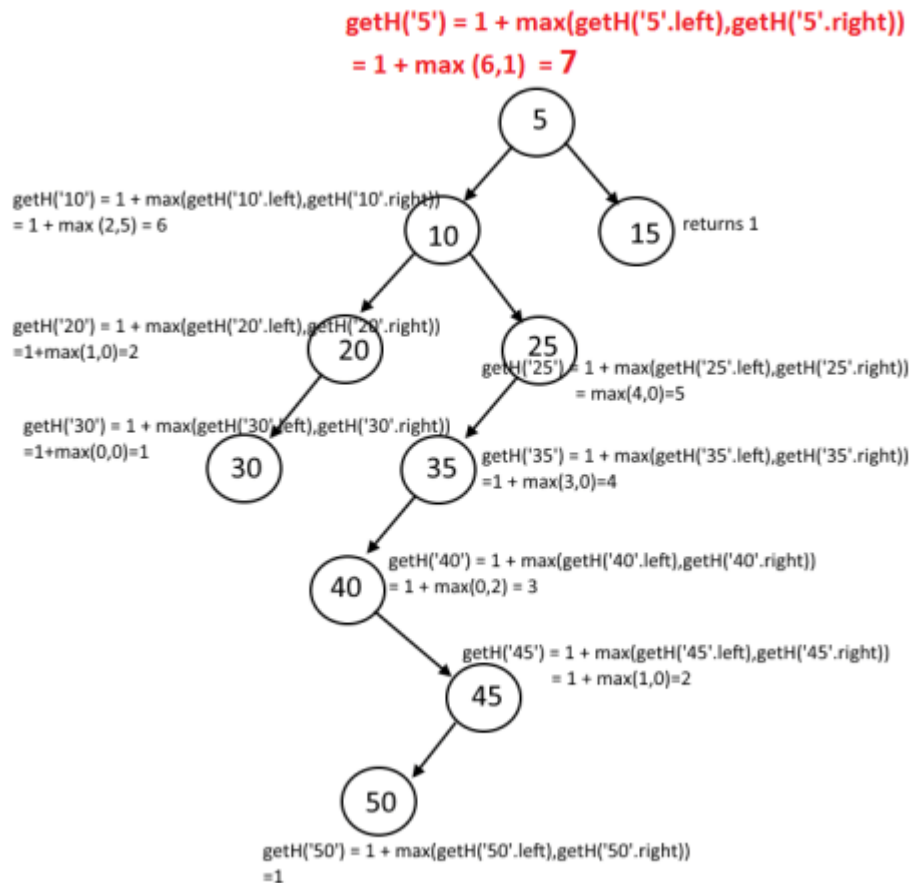 getH('5') = 1 + max(getH('5'.left),getH('5'.right))
= 1 + max (6,1) = 7
5
getH('10') = 1 + max(getH('10'.left),getH('10'.right))
= 1 + max (2,5) = 6
10
15
returns 1
getH('20') = 1 + max(getH('20'.left),getH('20'.right))
=1+max(1,0)=2
20
25
getH('25') = 1 + max(getH('25'.left),getH('25'.right))
= max(4,0)=5
getH('30') = 1 + max(getH('30'.left),getH('30'.right))
=1+max(0,0)=1
30
35
getH('35') = 1 + max(getH('35'.left),getH('35'.right))
=1 + max(3,0)=4
40
getH('40') = 1 + max(getH('40'.left),getH('40'.right))
= 1 + max(0,2) = 3
getH('45') = 1 + max(getH('45'.left),getH('45'.right))
= 1 + max(1,0)=2
45
50
getH('50') = 1 + max(getH('50'.left),getH('50'.right))
=1